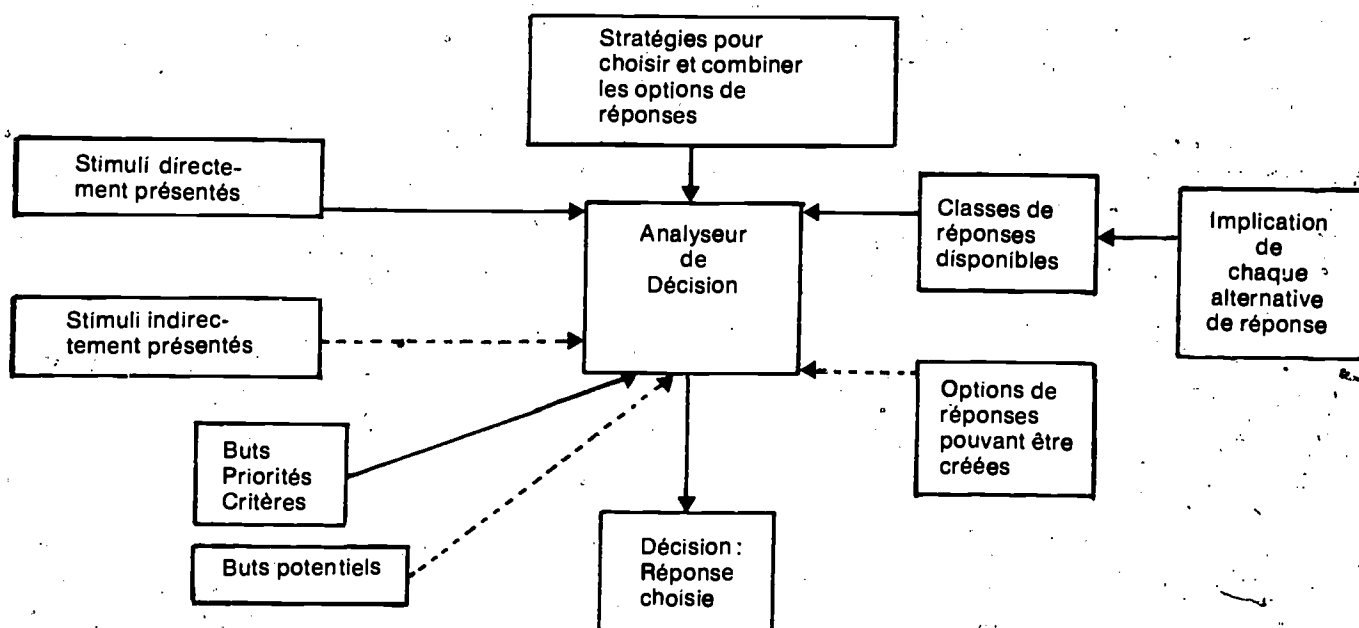 Stratégies pour
choisir et combiner
les options de
réponses
Stimuli directe-
ment présentés
Analyseur
de
Décision
Classes de
réponses
disponibles
Implication
de
chaque
alternative
de réponse
Stimuli indirec-
tement présentés
Options de
réponses
pouvant être
créées
Buts
Priorités
Critères
Buts potentiels
Décision :
Réponse
choisie